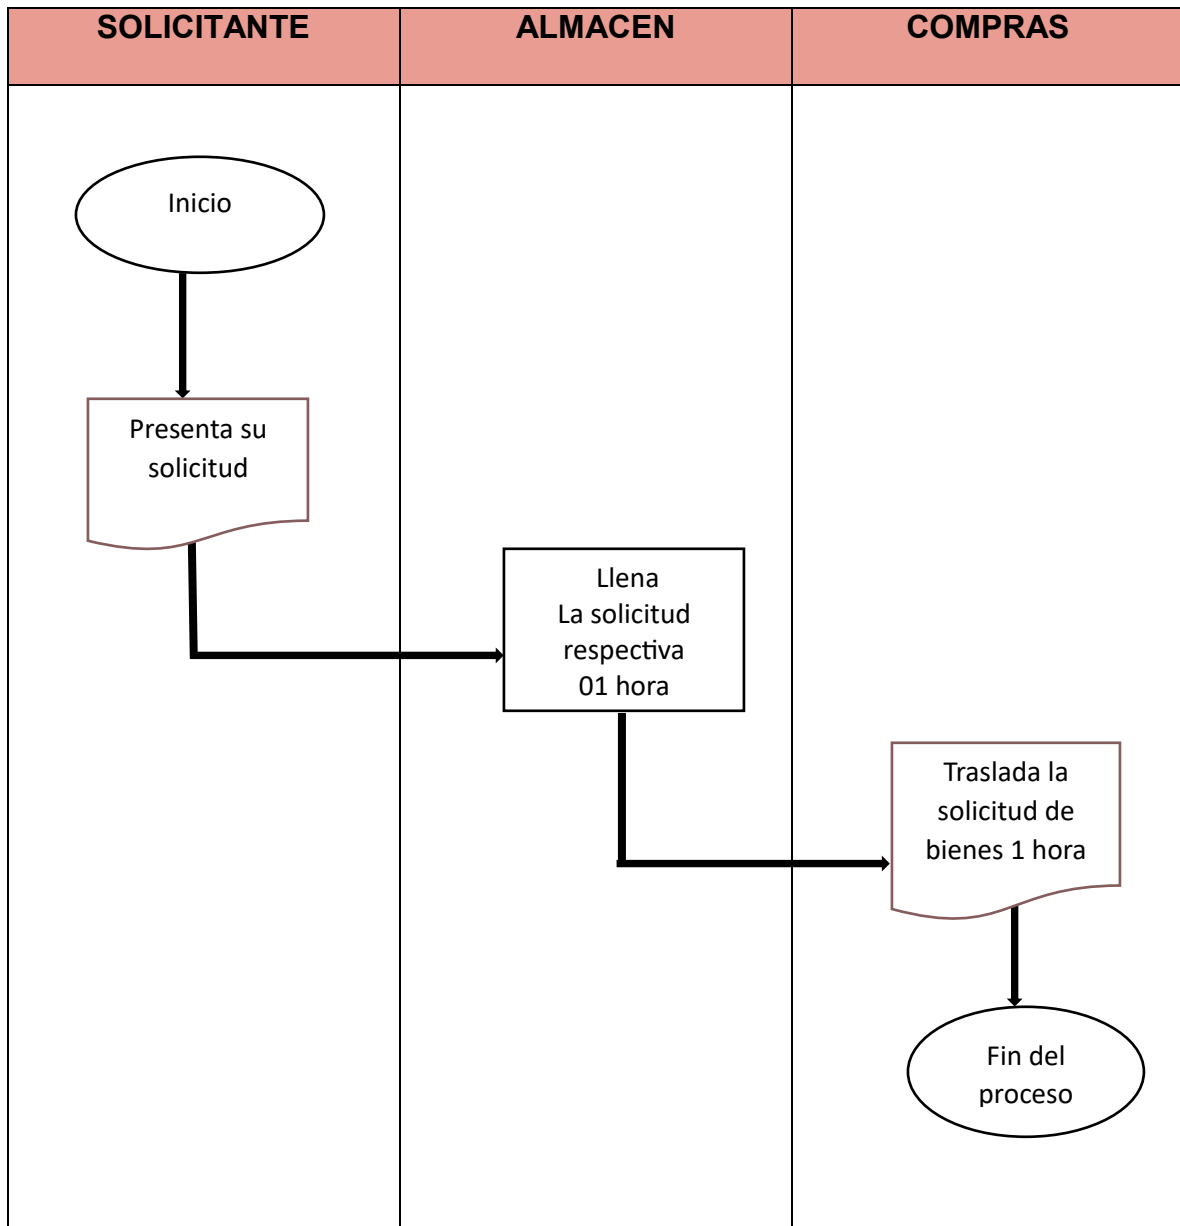 SOLICITANTE
ALMACEN
COMPRAS
Inicio
Presenta su
solicitud
Llena
La solicitud
respectiva
01 hora
Traslada la
solicitud de
bienes 1 hora
Fin del
proceso